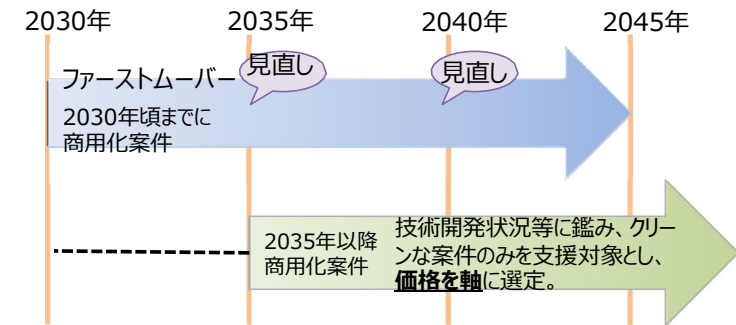 2030年 2035年 2040年 2045年
見直し 見直し
ファーストムーバー
2030年頃までに
商用化案件
2035年以降
商用化案件
技術開発状況等に鑑み、クリー
ンな案件のみを支援対象とし、
価格を軸に選定。